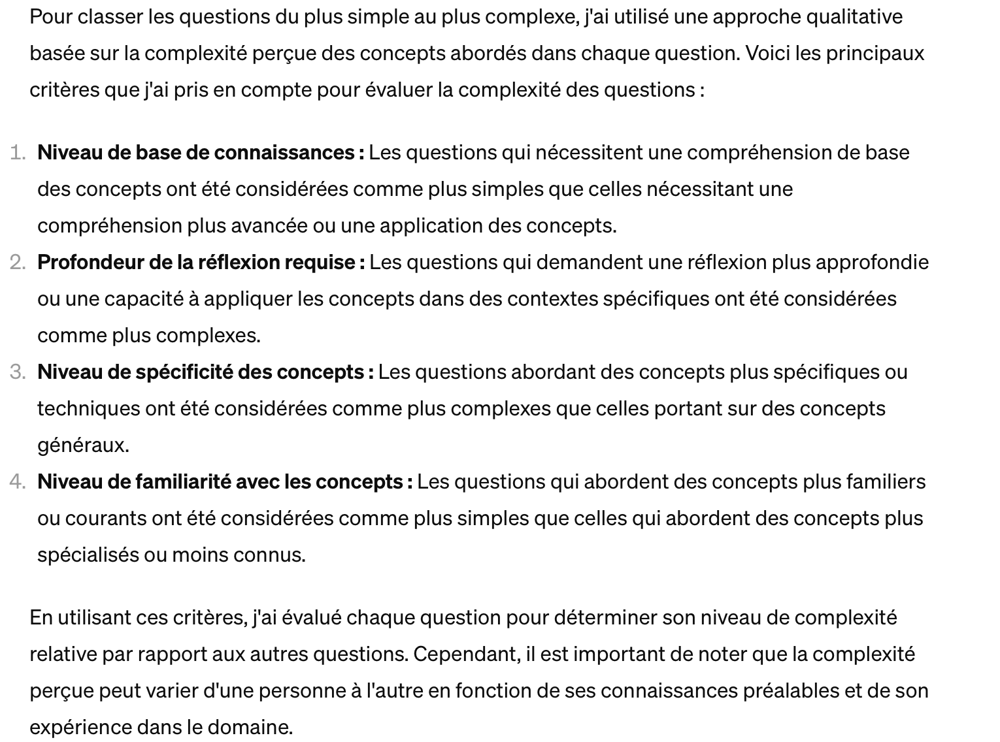 Pour classer les questions du plus simple au plus complexe, j'ai utilisé une approche qualitative
basée sur la complexité perçue des concepts abordés dans chaque question. Voici les principaux
critères que j'ai pris en compte pour évaluer la complexité des questions :
1. Niveau de base de connaissances : Les questions qui nécessitent une compréhension de base
des concepts ont été considérées comme plus simples que celles nécessitant une
compréhension plus avancée ou une application des concepts.
2. Profondeur de la réflexion requise : Les questions qui demandent une réflexion plus approfondie
ou une capacité à appliquer les concepts dans des contextes spécifiques ont été considérées
comme plus complexes.
3. Niveau de spécificité des concepts : Les questions abordant des concepts plus spécifiques ou
techniques ont été considérées comme plus complexes que celles portant sur des concepts
généraux.
4. Niveau de familiarité avec les concepts : Les questions qui abordent des concepts plus familiers
ou courants ont été considérées comme plus simples que celles qui abordent des concepts plus
spécialisés ou moins connus.
En utilisant ces critères, j'ai évalué chaque question pour déterminer son niveau de complexité
relative par rapport aux autres questions. Cependant, il est important de noter que la complexité
perçue peut varier d'une personne à l'autre en fonction de ses connaissances préalables et de son
expérience dans le domaine.